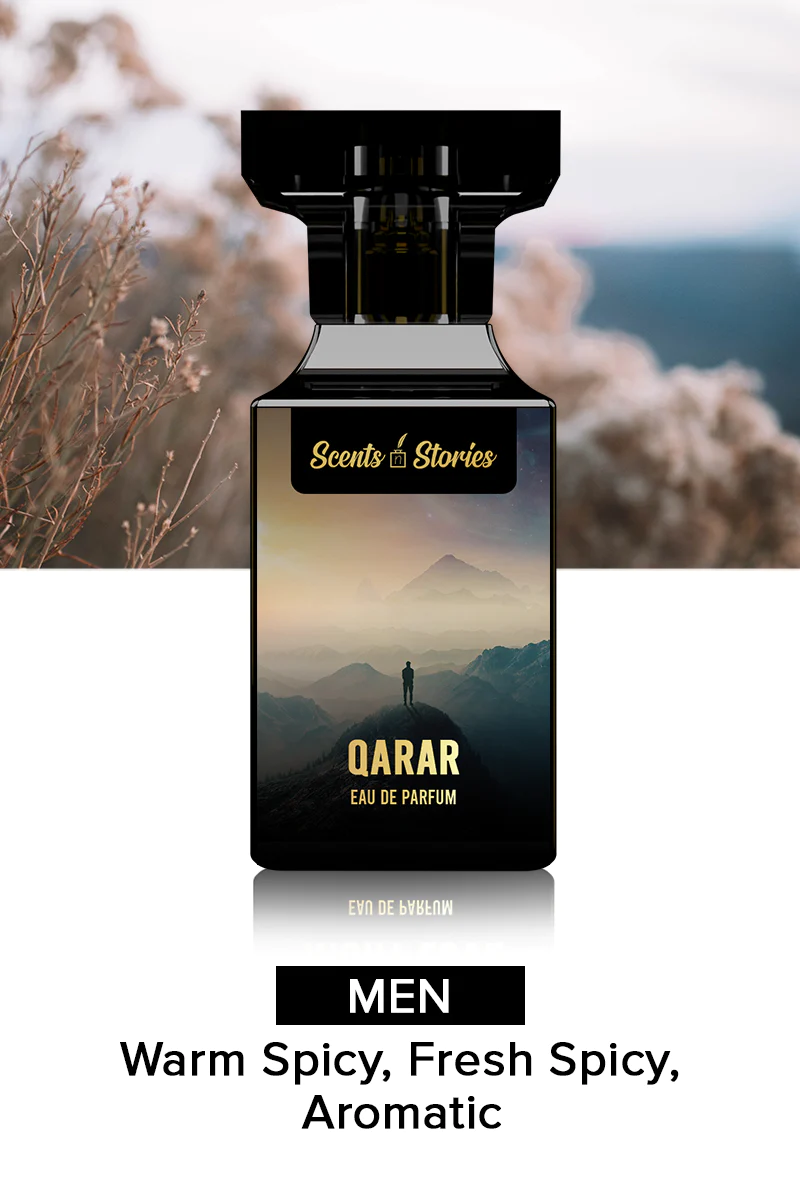 Scents n Stories
QARAR
EAU DE PARFUM
EAU DE PARFUM
MEN
Warm Spicy, Fresh Spicy,
Aromatic